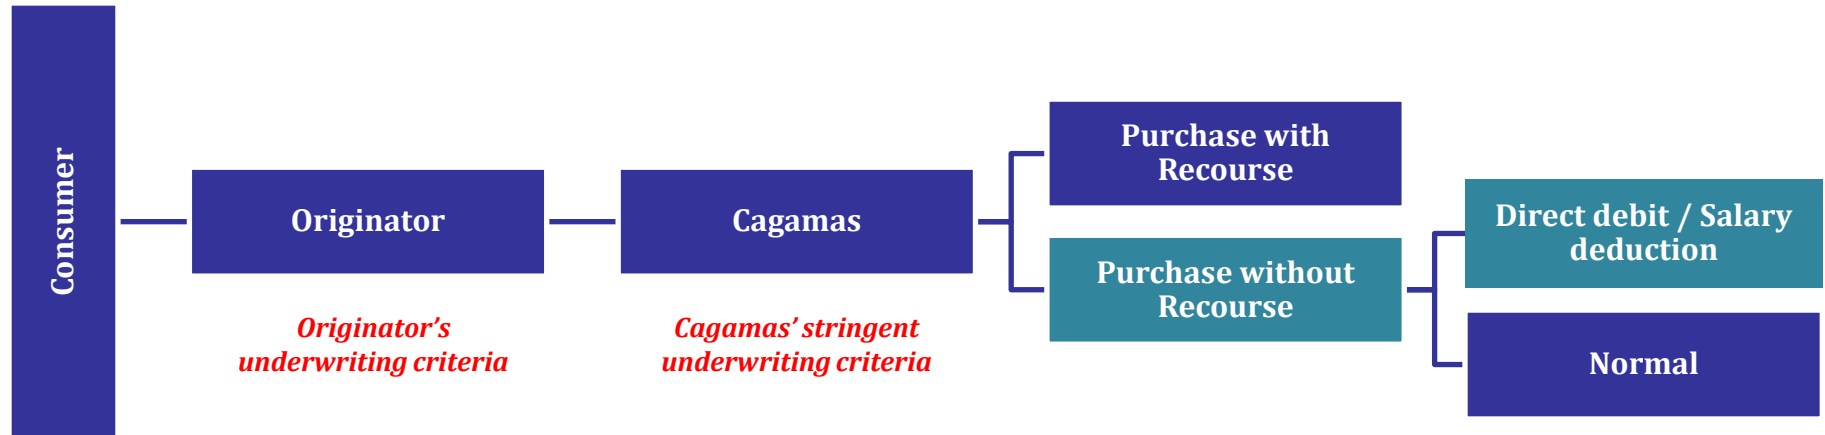 Consumer
Originator
Originator’s
underwriting criteria
Cagamas
Cagamas’ stringent
underwriting criteria
Purchase with
Recourse
Purchase without
Recourse
Direct debit / Salary
deduction
Normal